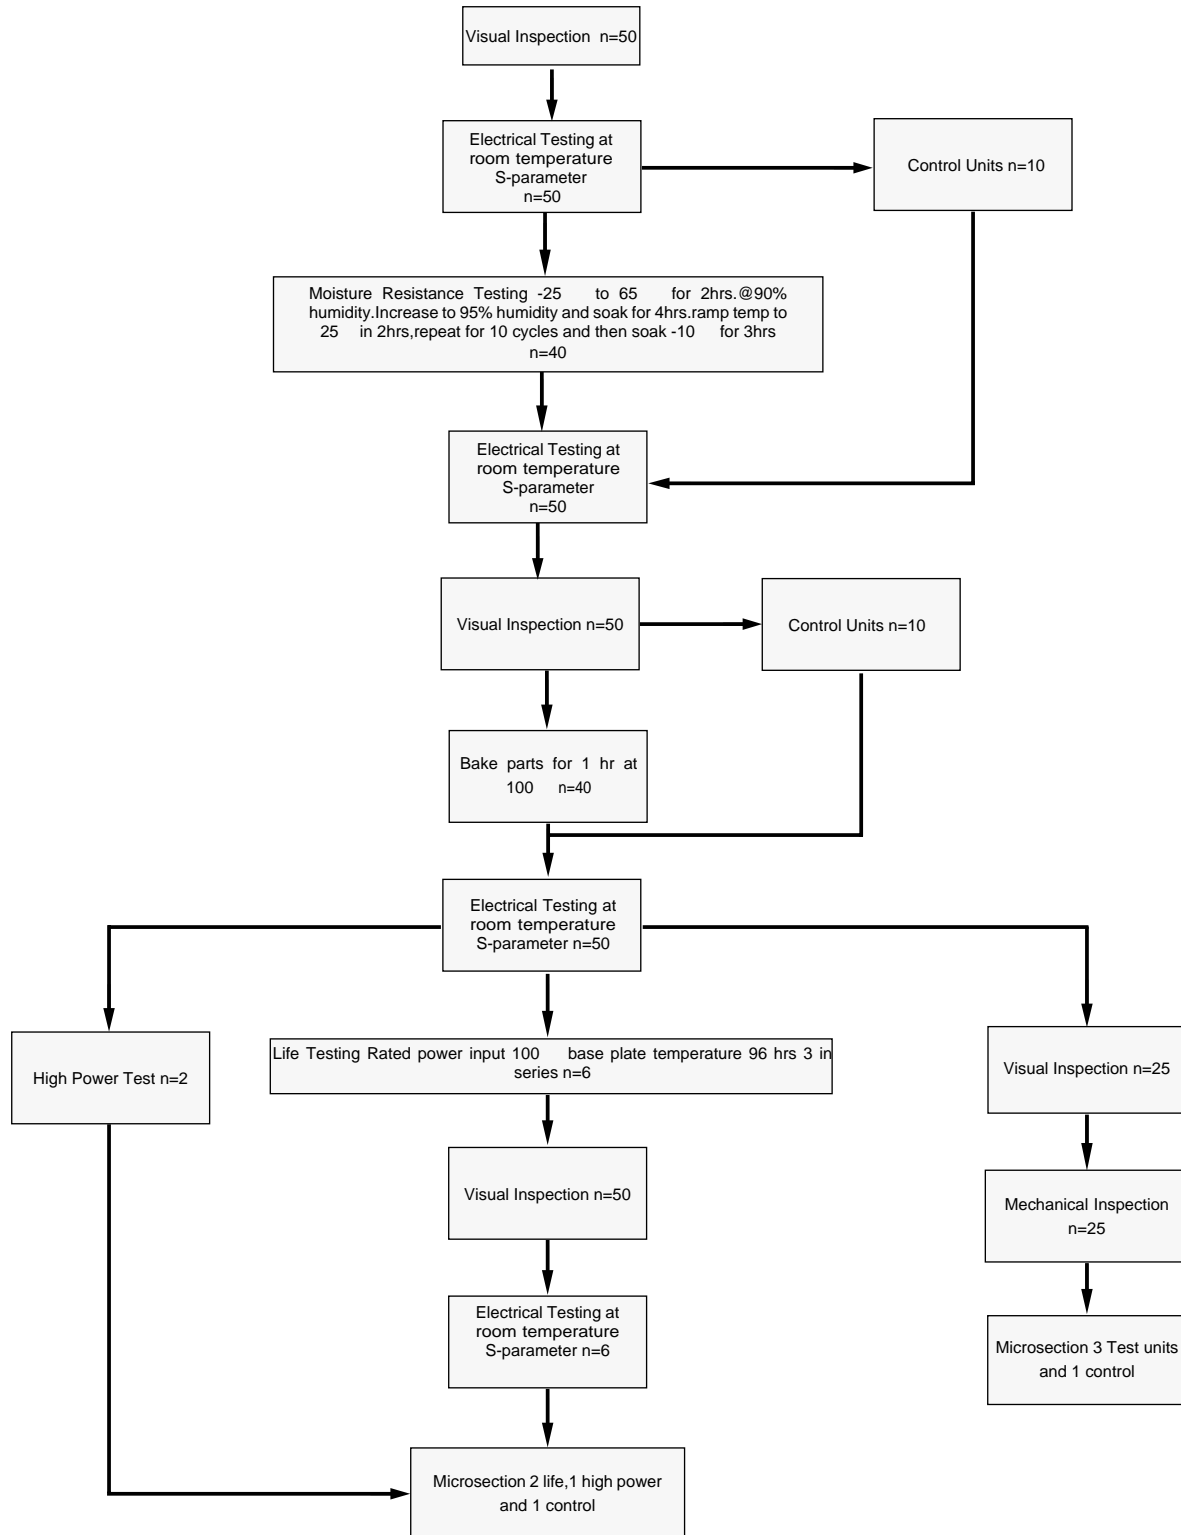 Visual Inspection n=50
Electrical Testing at
room temperature
S-parameter
n=50
Control Units n=10
Moisture Resistance Testing -25 to 65 for 2hrs.@90%
humidity.Increase to 95% humidity and soak for 4hrs.ramp temp to
25 in 2hrs,repeat for 10 cycles and then soak -10 for 3hrs
n=40
Electrical Testing at
room temperature
S-parameter
n=50
Visual Inspection n=50
Control Units n=10
Bake parts for 1 hr at
100 n=40
Electrical Testing at
room temperature
S-parameter n=50
High Power Test n=2
Life Testing Rated power input 100 base plate temperature 96 hrs 3 in
series n=6
Visual Inspection n=25
Visual Inspection n=50
Mechanical Inspection
n=25
Electrical Testing at
room temperature
S-parameter n=6
Microsection 3 Test units
and 1 control
Microsection 2 life,1 high power
and 1 control